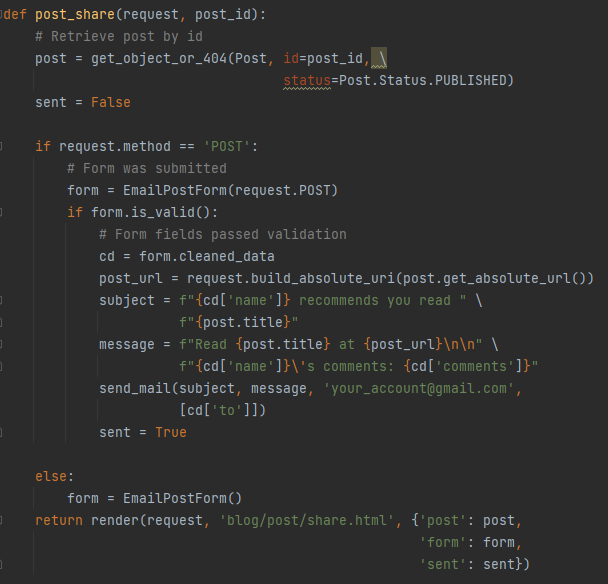 def post_share(request, post_id):
    # Retrieve post by id
    post = get_object_or_404(Post, id=post_id, \
                                   status=Post.Status.PUBLISHED)
    sent = False

    if request.method == 'POST':
        # Form was submitted
        form = EmailPostForm(request.POST)
        if form.is_valid():
            # Form fields passed validation
            cd = form.cleaned_data
            post_url = request.build_absolute_uri(post.get_absolute_url())
            subject = f"{cd['name']} recommends you read " \
                      f"{post.title}"
            message = f"Read {post.title} at {post_url}\n\n" \
                      f"{cd['name']}\'s comments: {cd['comments']}"
            send_mail(subject, message, 'your_account@gmail.com',
                      [cd['to']])
            sent = True

    else:
        form = EmailPostForm()
    return render(request, 'blog/post/share.html', {'post': post,
                                                    'form': form,
                                                    'sent': sent})